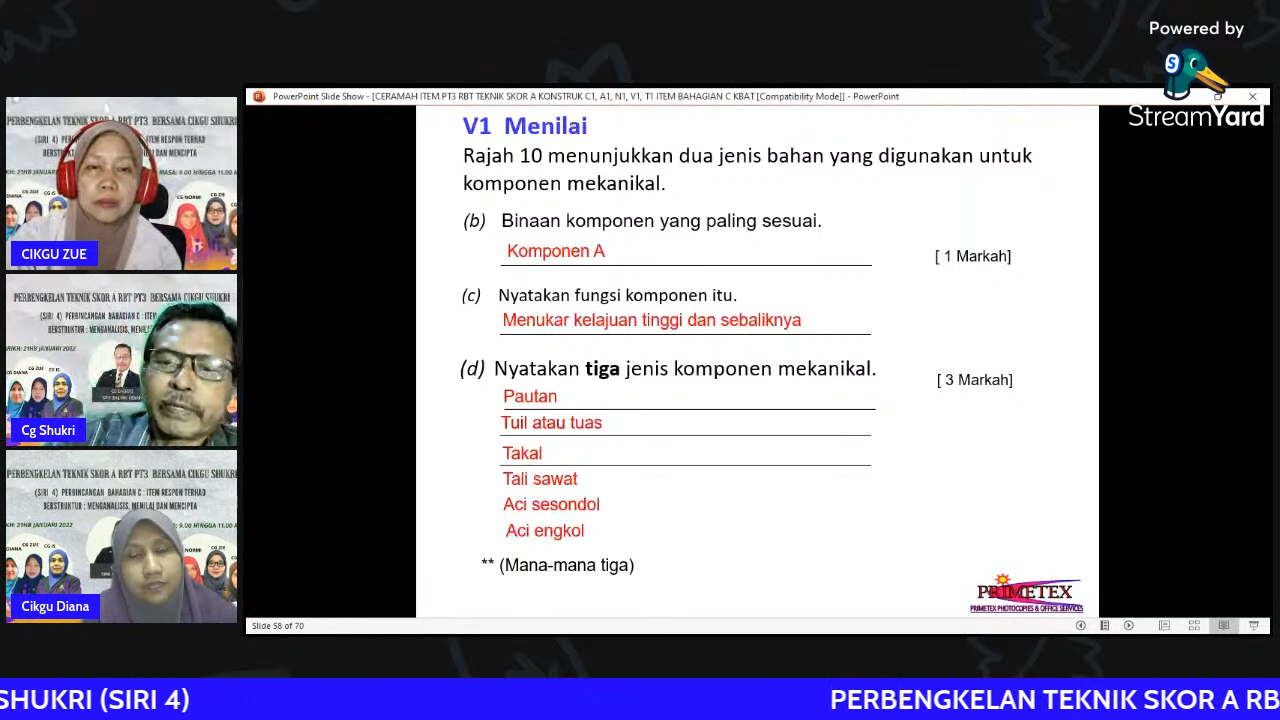 Powered by
StreamYard
PowerPoint Slide Show - [CERAMAH ITEM PT3 RBT TEKNIK SKOR A KONSTRUK C1, A1, N1, V1, T1 ITEM BAHAGIAN C KBAT [Compatibility Mode]] - PowerPoint
V1 Menilai
Rajah 10 menunjukkan dua jenis bahan yang digunakan untuk
komponen mekanikal.
(b) Binaan komponen yang paling sesuai.
Komponen A
[ 1 Markah]
(c) Nyatakan fungsi komponen itu.
Menukar kelajuan tinggi dan sebaliknya
(d) Nyatakan tiga jenis komponen mekanikal.
[ 3 Markah]
Pautan
Tuil atau tuas
Takal
Tali sawat
Aci sesondol
Aci engkol
** (Mana-mana tiga)
PRIMETEX
PRIMETEX PHOTOCOPIES & OFFICE SERVICES
Slide 58 of 70
CIKGU ZUE
Cg Shukri
Cikgu Diana
SHUKRI (SIRI 4)
PERBENGKELAN TEKNIK SKOR A RB